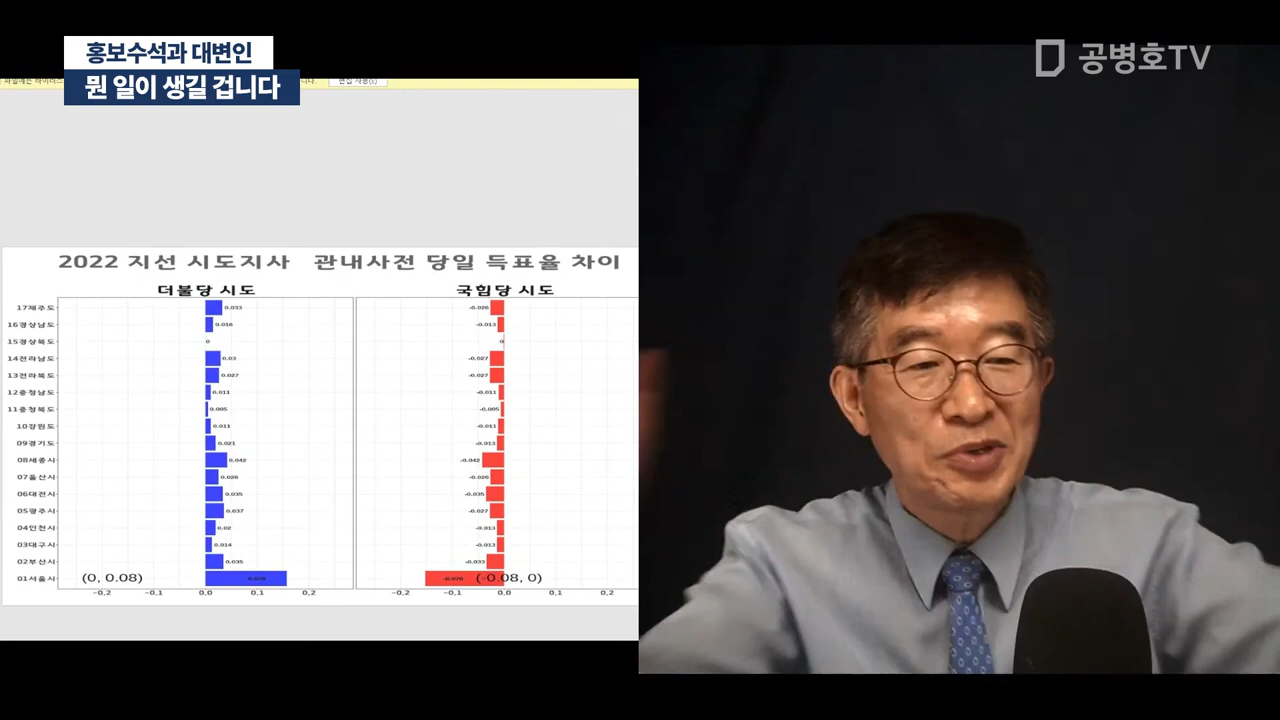 홍보수석과 대변인
뭔 일이 생길 겁니다
공병호TV
2022 지선 시도지사 관내사전 당일 득표율 차이
더불당 시도
국힘당 시도
17제주도 0.033 -0.026
16경상남도 0.016 -0.013
15경상북도 0 0
14전라남도 0.03 -0.027
13전라북도 0.027 -0.027
12충청남도 0.011 -0.011
11충청북도 0.005 -0.005
10강원도 0.011 -0.011
09경기도 0.021 -0.013
08세종시 0.042 -0.042
07울산시 0.026 -0.026
06대전시 0.035 -0.035
05광주시 0.037 -0.027
04인천시 0.02 -0.013
03대구시 0.014 -0.013
02부산시 0.035 -0.033
01서울시 (0, 0.08) (-0.08, 0)
-0.2 -0.1 0.0 0.1 0.2 -0.2 -0.1 0.0 0.1 0.2